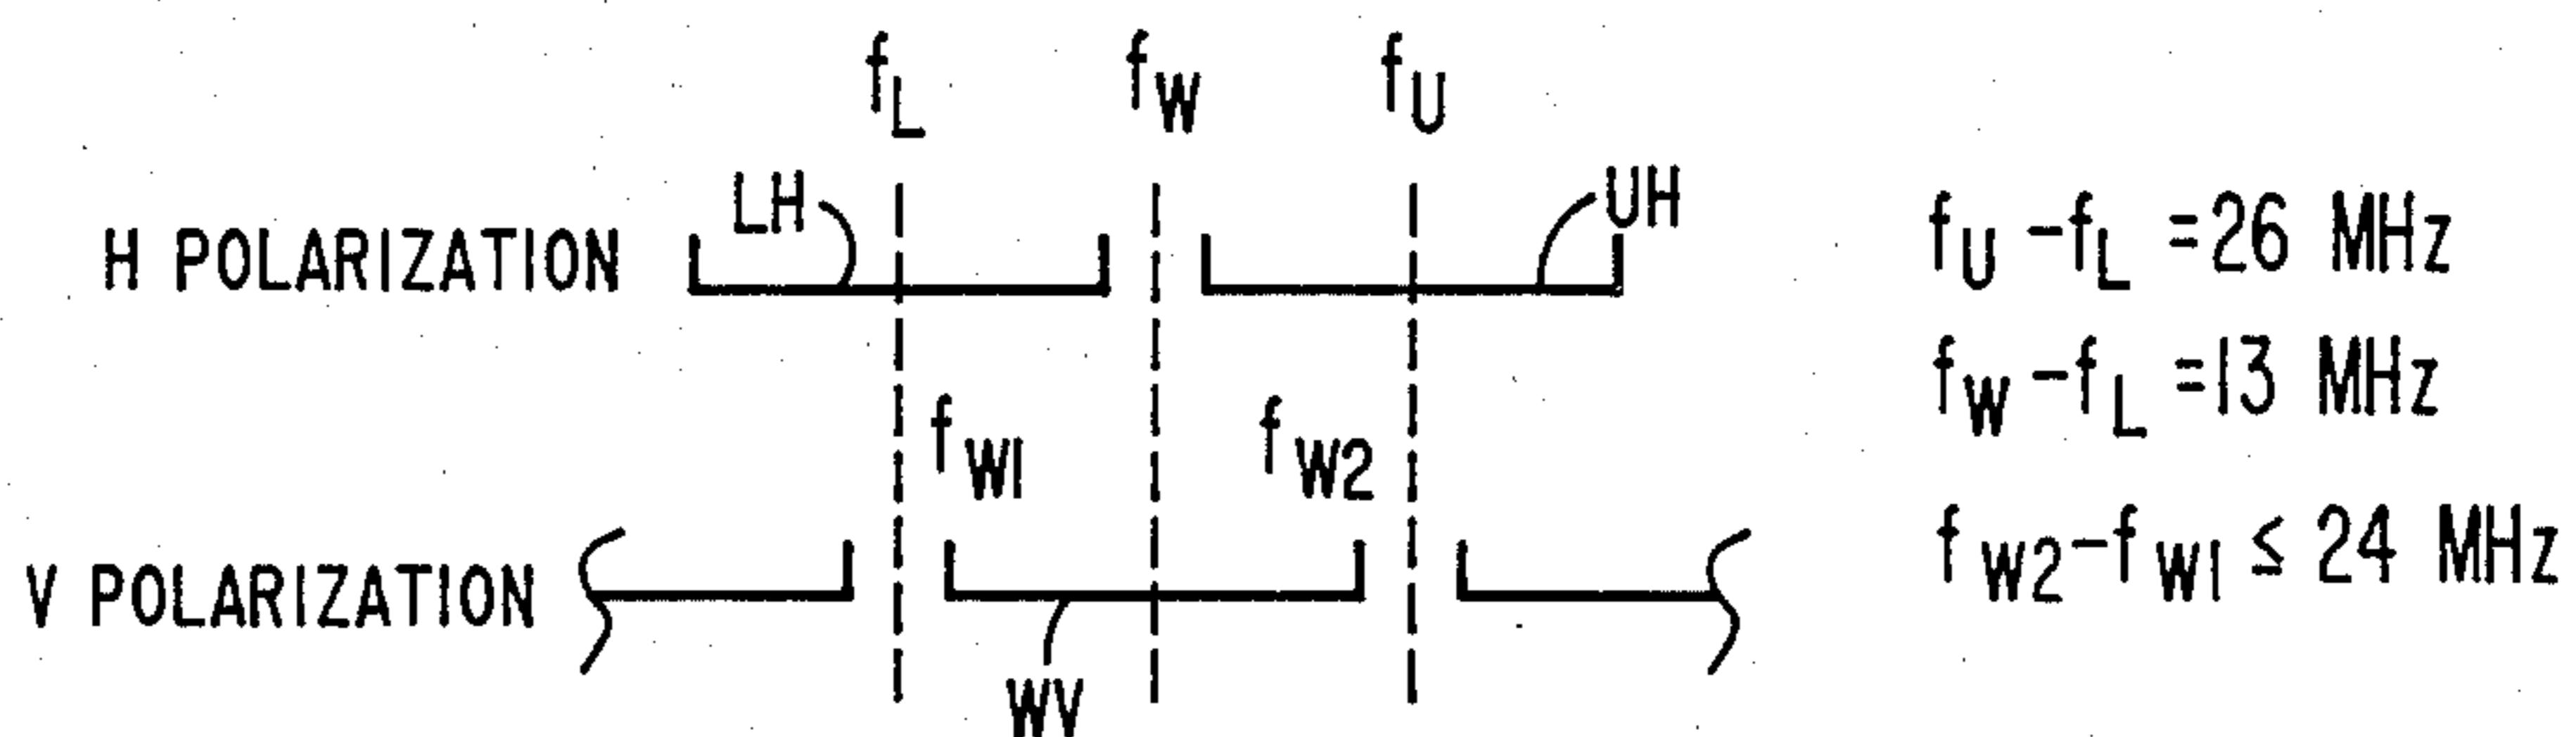 f_L f_W f_U
LH UH
H POLARIZATION
f_U -f_L =26 MHz
f_W -f_L =13 MHz
f_W1 f_W2
V POLARIZATION
f_W2-f_W1 ≤ 24 MHz
WV